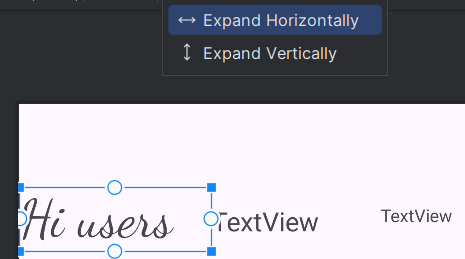 Expand Horizontally
Expand Vertically
Hi users TextView TextView